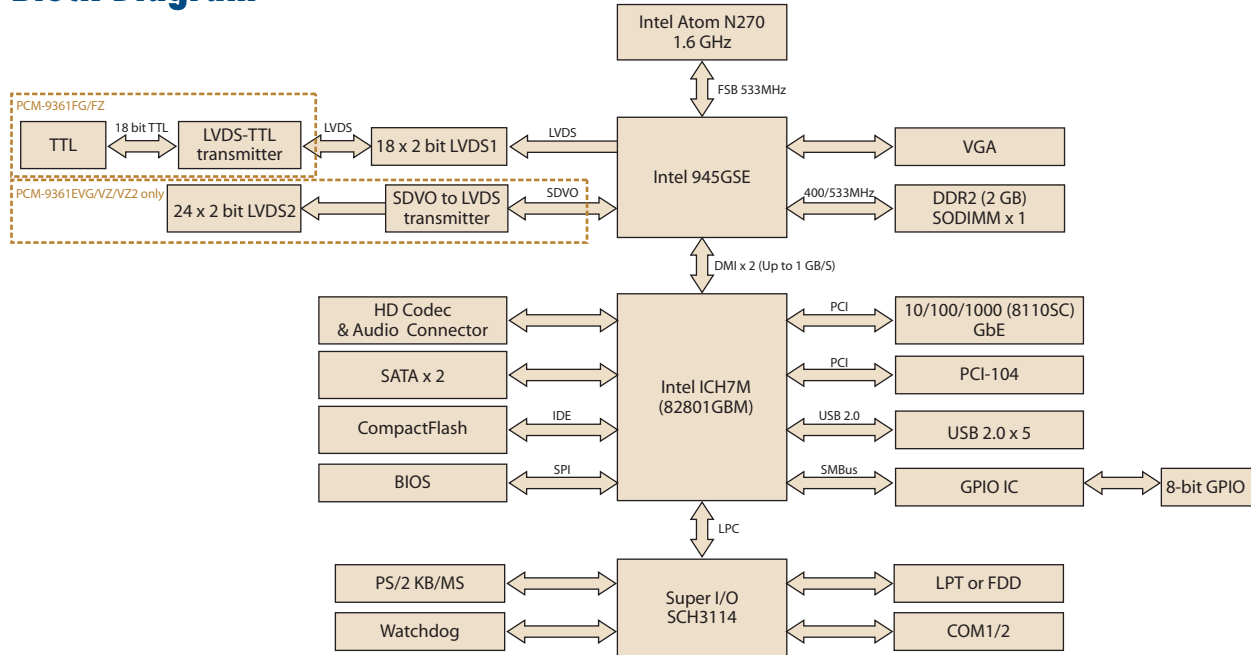 Intel Atom N270
1.6 GHz
FSB 533MHz
PCM-9361FG/FZ
TTL
18 bit TTL
LVDS-TTL
transmitter
LVDS
18 x 2 bit LVDS1
LVDS
Intel 945GSE
VGA
PCM-9361EVG/VZ/VZ2 only
24 x 2 bit LVDS2
SDVO to LVDS
transmitter
SDVO
400/533MHz
DDR2 (2 GB)
SODIMM x 1
DMI x 2 (Up to 1 GB/S)
HD Codec
& Audio Connector
PCI
10/100/1000 (8110SC)
GbE
SATA x 2
Intel ICH7M
(82801GBM)
PCI
PCI-104
CompactFlash
IDE
USB 2.0
USB 2.0 x 5
BIOS
SPI
SMBus
GPIO IC
8-bit GPIO
LPC
PS/2 KB/MS
Super I/O
SCH3114
LPT or FDD
Watchdog
COM1/2